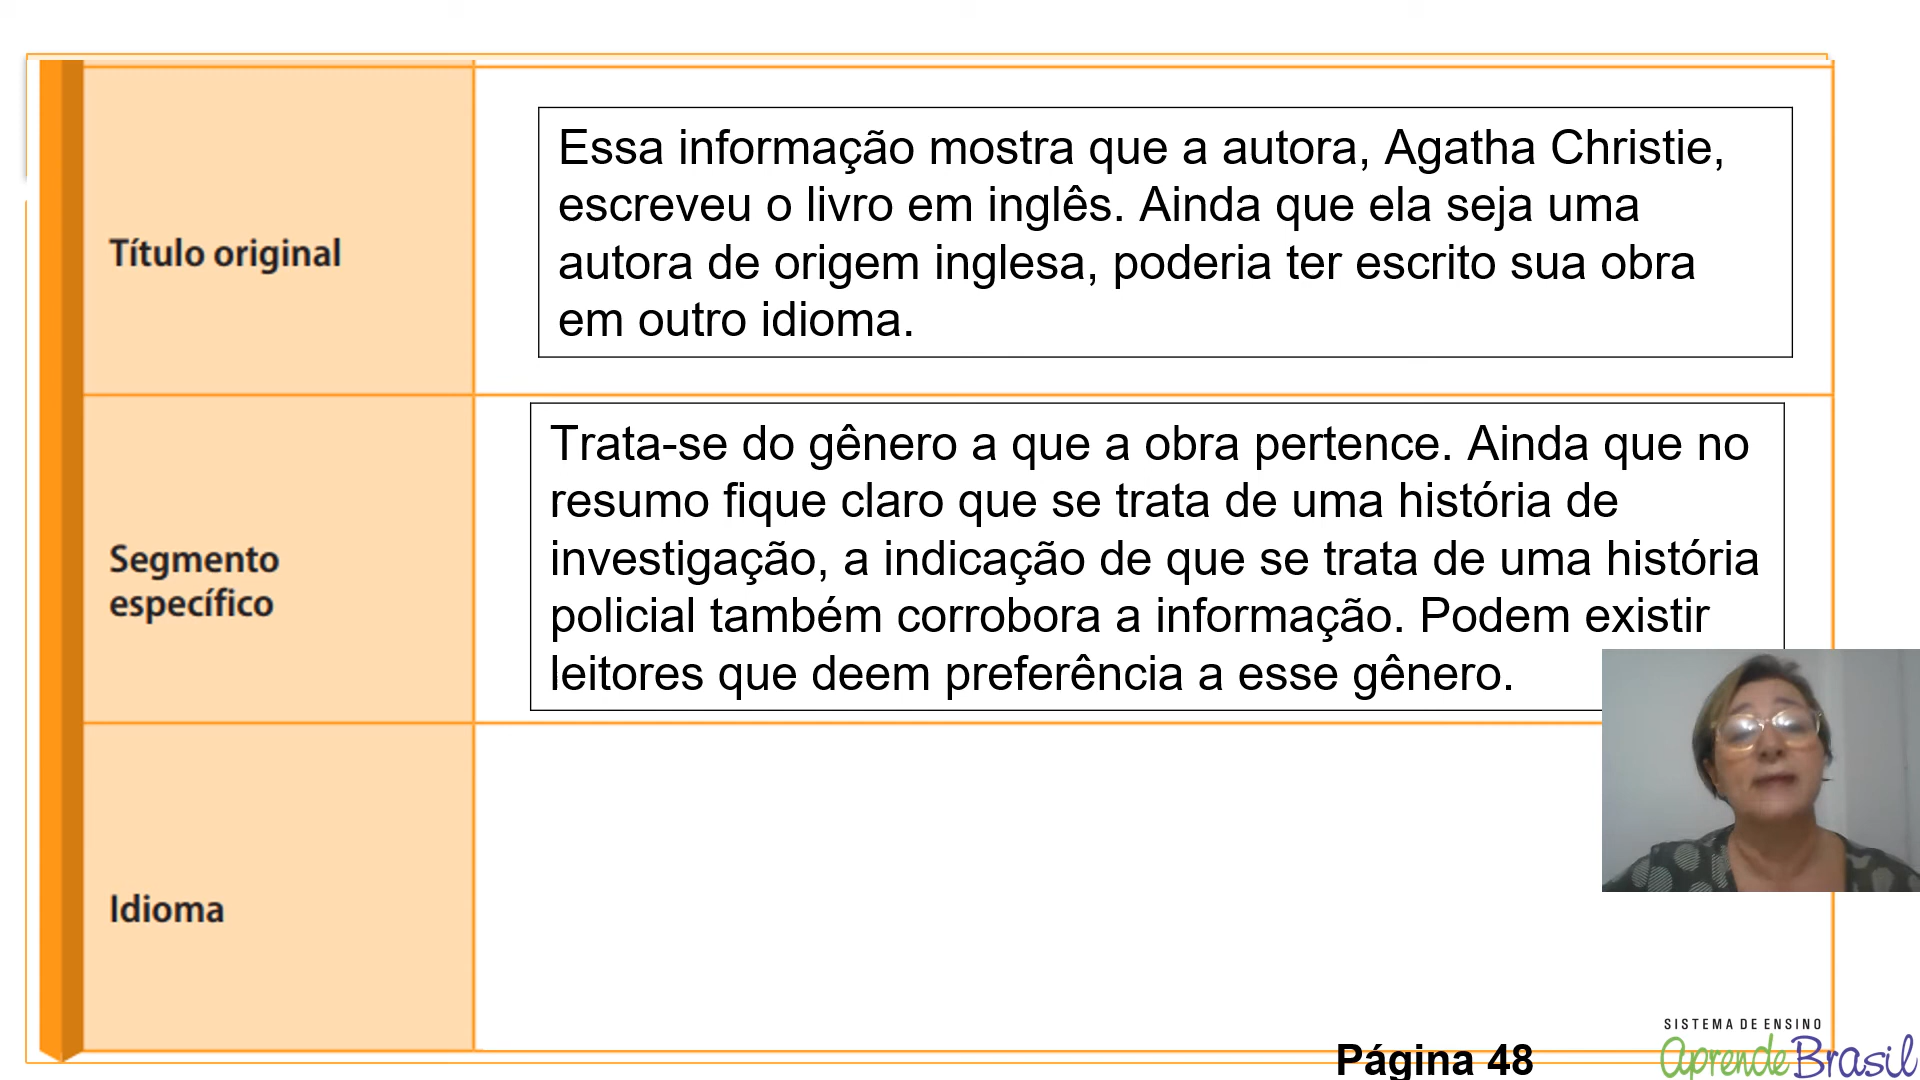 Título original
Essa informação mostra que a autora, Agatha Christie,
escreveu o livro em inglês. Ainda que ela seja uma
autora de origem inglesa, poderia ter escrito sua obra
em outro idioma.
Segmento
específico
Trata-se do gênero a que a obra pertence. Ainda que no
resumo fique claro que se trata de uma história de
investigação, a indicação de que se trata de uma história
policial também corrobora a informação. Podem existir
leitores que deem preferência a esse gênero.
Idioma
Página 48
SISTEMA DE ENSINO
aprende Brasil